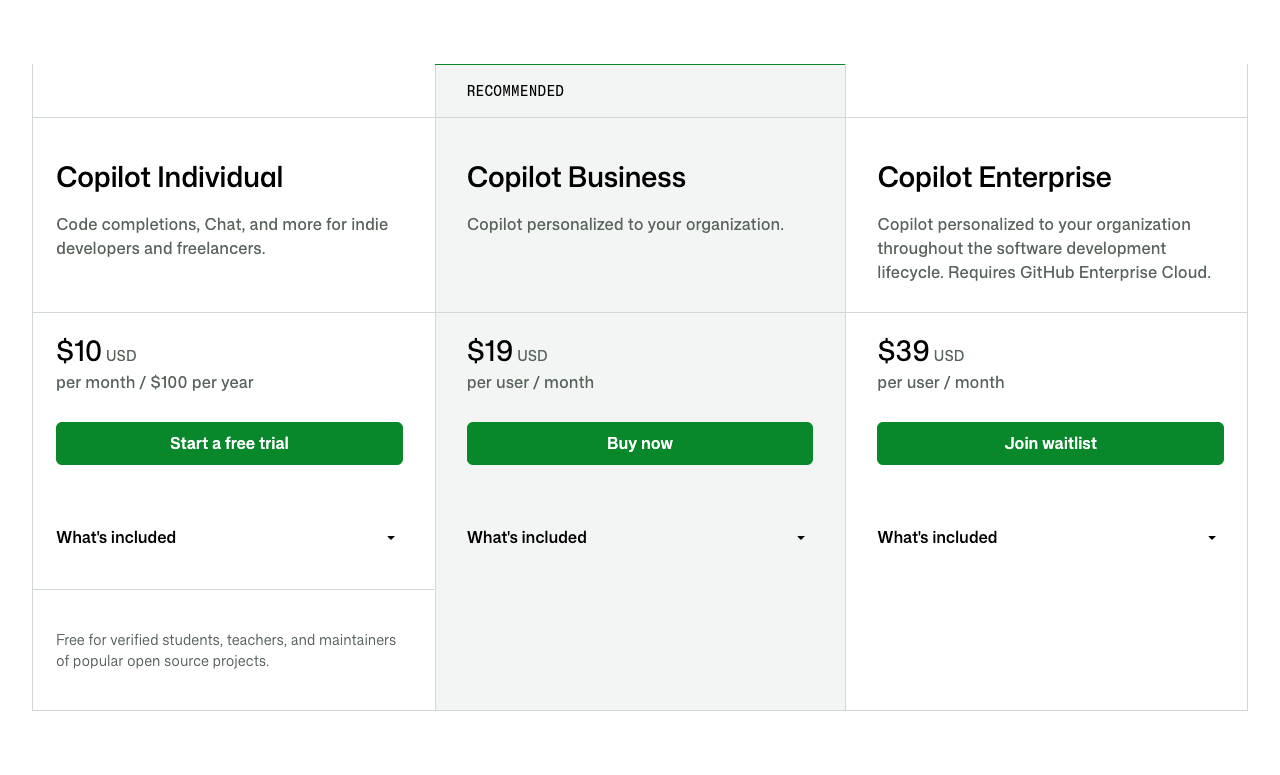 RECOMMENDED
Copilot Individual
Code completions, Chat, and more for indie
developers and freelancers.
$10 USD
per month / $100 per year
Start a free trial
What's included
Free for verified students, teachers, and maintainers
of popular open source projects.
Copilot Business
Copilot personalized to your organization.
$19 USD
per user / month
Buy now
What's included
Copilot Enterprise
Copilot personalized to your organization
throughout the software development
lifecycle. Requires GitHub Enterprise Cloud.
$39 USD
per user / month
Join waitlist
What's included